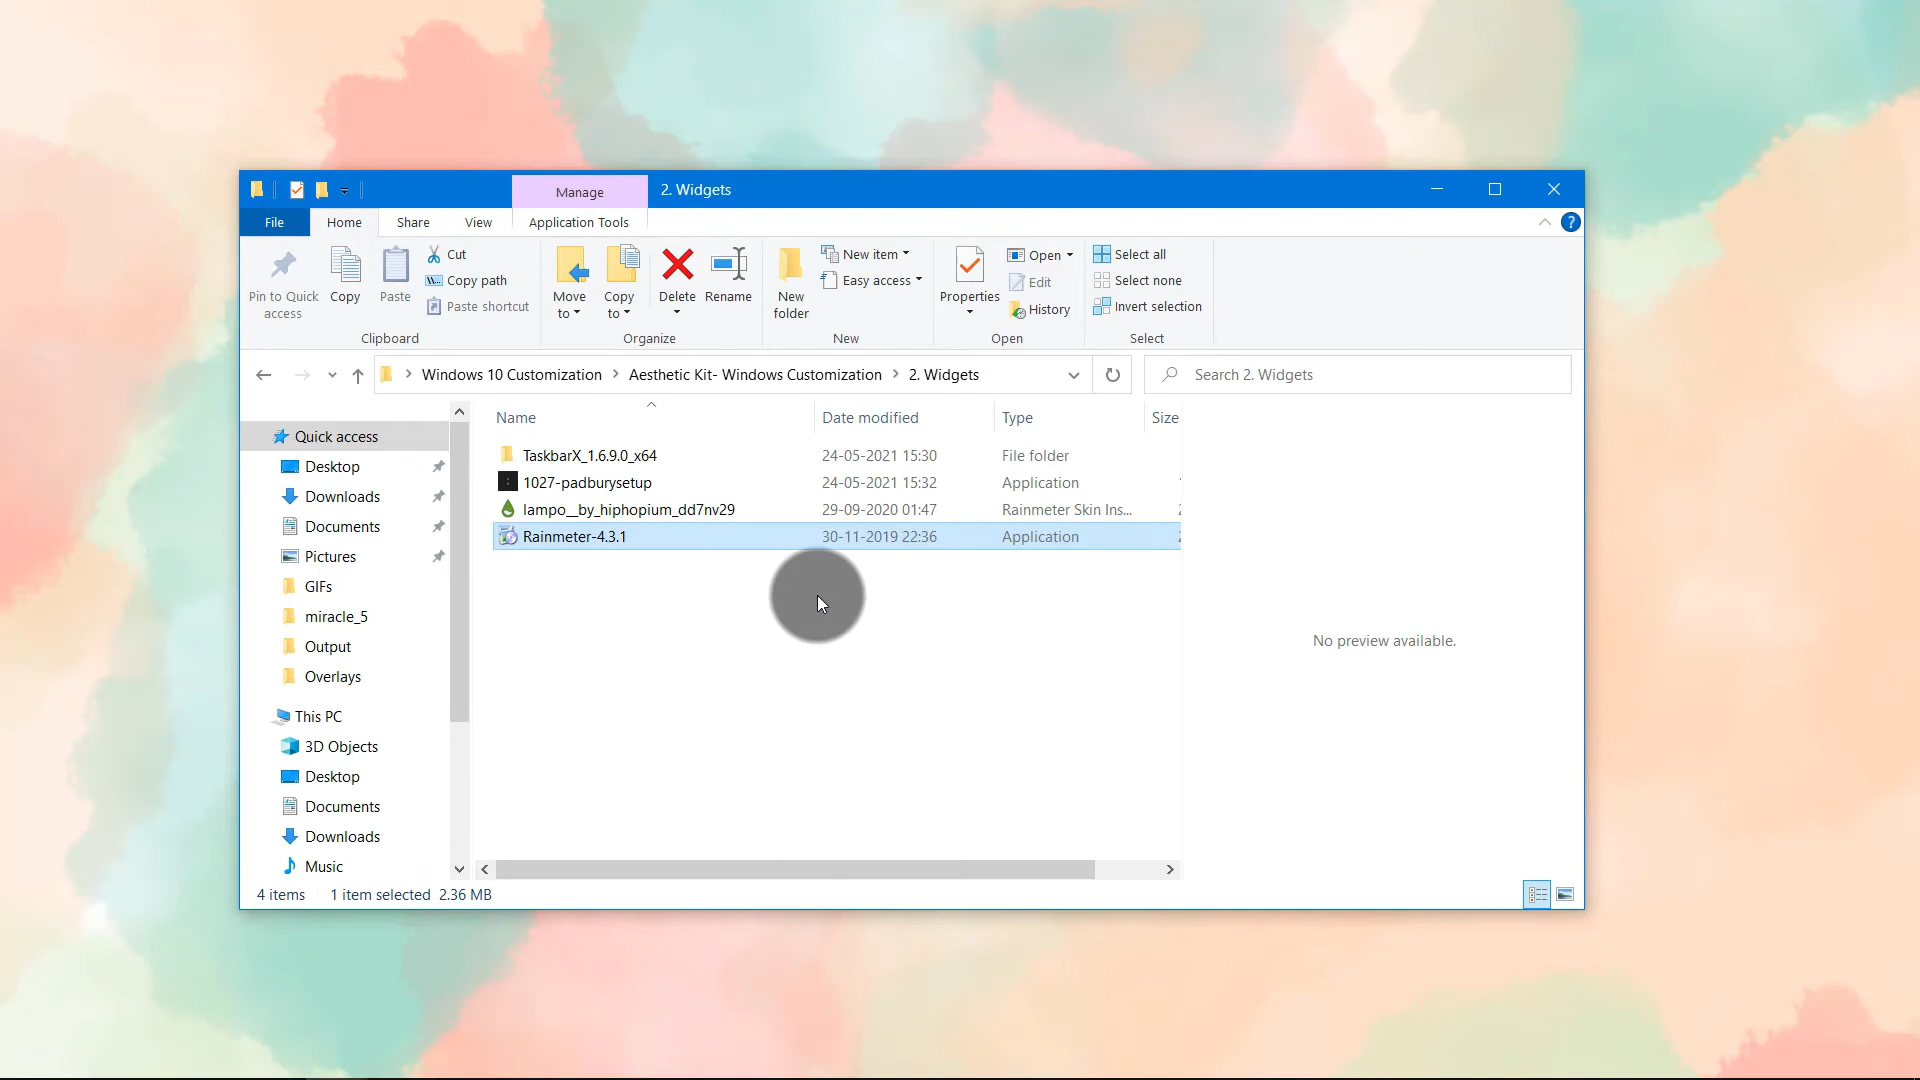 Manage
2. Widgets
File
Home
Share
View
Application Tools
?
Pin to Quick
access
Copy
Paste
Cut
Copy path
Paste shortcut
Clipboard
Move
to
Copy
to
Delete
Rename
Organize
New
folder
New item
Easy access
New
Properties
Open
Edit
History
Open
Select all
Select none
Invert selection
Select
Windows 10 Customization
Aesthetic Kit- Windows Customization
2. Widgets
Search 2. Widgets
Name
Date modified
Type
Size
TaskbarX_1.6.9.0_x64 24-05-2021 15:30 File folder
1027-padburysetup 24-05-2021 15:32 Application
lampo__by_hiphopium_dd7nv29 29-09-2020 01:47 Rainmeter Skin Ins...
Rainmeter-4.3.1 30-11-2019 22:36 Application
Quick access
Desktop
Downloads
Documents
Pictures
GIFs
miracle_5
Output
Overlays
This PC
3D Objects
Desktop
Documents
Downloads
Music
No preview available.
4 items 1 item selected 2.36 MB